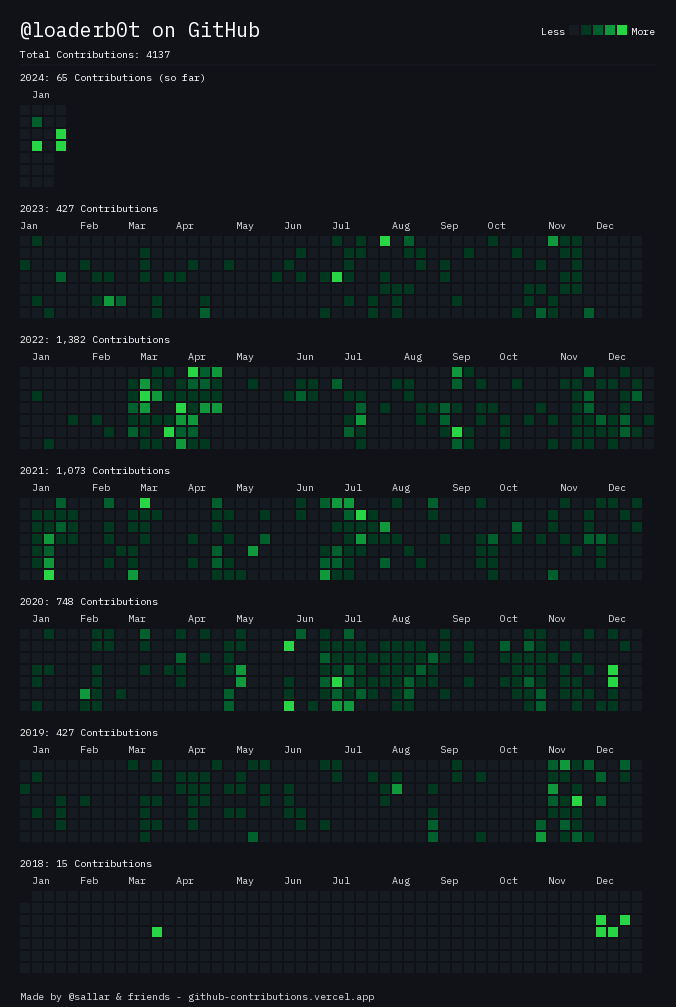 @loaderb0t on GitHub
Less More
Total Contributions: 4137
2024: 65 Contributions (so far)
Jan
2023: 427 Contributions
Jan Feb Mar Apr May Jun Jul Aug Sep Oct Nov Dec
2022: 1,382 Contributions
Jan Feb Mar Apr May Jun Jul Aug Sep Oct Nov Dec
2021: 1,073 Contributions
Jan Feb Mar Apr May Jun Jul Aug Sep Oct Nov Dec
2020: 748 Contributions
Jan Feb Mar Apr May Jun Jul Aug Sep Oct Dec
2019: 427 Contributions
Jan Feb Mar Apr May Jun Jul Aug Sep Oct Nov Dec
2018: 15 Contributions
Jan Feb Mar Apr May Jun Jul Aug Sep Oct Nov Dec
Made by @sallar & friends - github-contributions.vercel.app